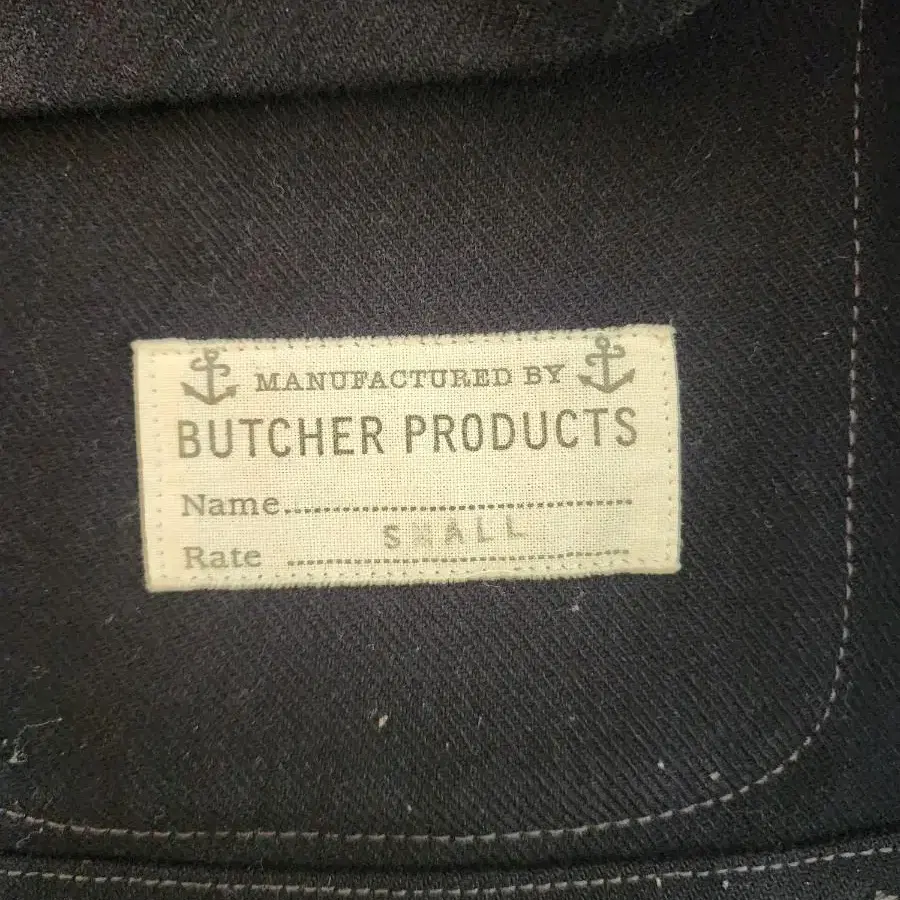 MANUFACTURED BY
BUTCHER PRODUCTS
Name
SMALL
Rate